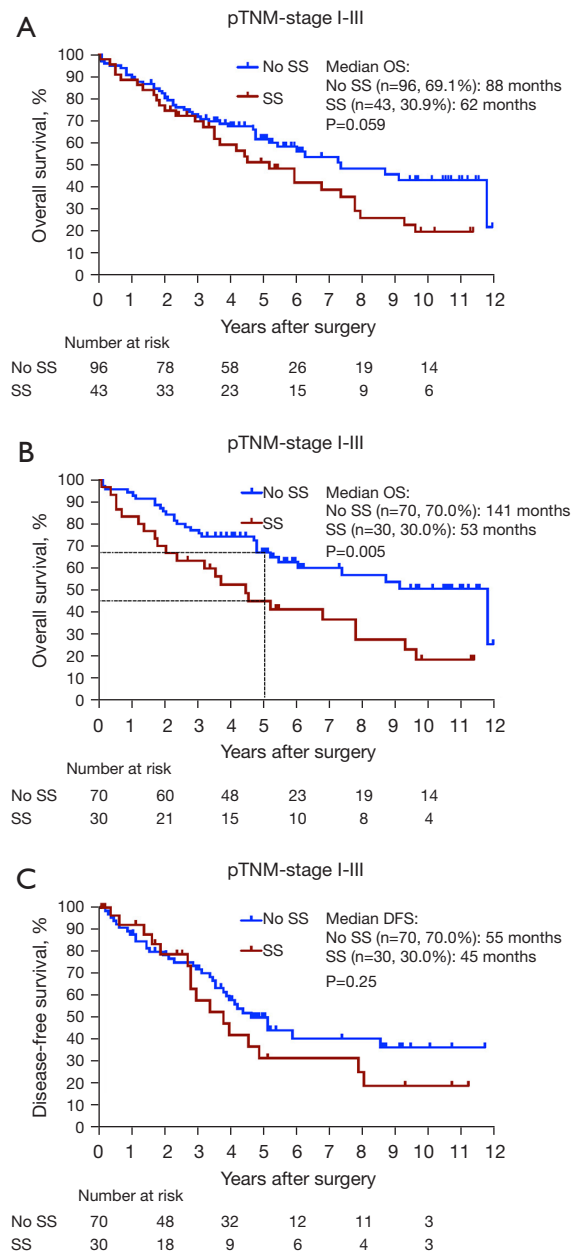 A
pTNM-stage I-III
100
90
80
70
60
50
40
30
20
10
0
Overall survival, %
No SS
SS
Median OS:
No SS (n=96, 69.1%): 88 months
SS (n=43, 30.9%): 62 months
P=0.059
0 1 2 3 4 5 6 7 8 9 10 11 12
Years after surgery
Number at risk
No SS 96 78 58 26 19 14
SS 43 33 23 15 9 6
B
pTNM-stage I-III
100
90
80
70
60
50
40
30
20
10
0
Overall survival, %
No SS
SS
Median OS:
No SS (n=70, 70.0%): 141 months
SS (n=30, 30.0%): 53 months
P=0.005
0 1 2 3 4 5 6 7 8 9 10 11 12
Years after surgery
Number at risk
No SS 70 60 48 23 19 14
SS 30 21 15 10 8 4
C
pTNM-stage I-III
100
90
80
70
60
50
40
30
20
10
0
Disease-free survival, %
No SS
SS
Median DFS:
No SS (n=70, 70.0%): 55 months
SS (n=30, 30.0%): 45 months
P=0.25
0 1 2 3 4 5 6 7 8 9 10 11 12
Years after surgery
Number at risk
No SS 70 48 32 12 11 3
SS 30 18 9 6 4 3